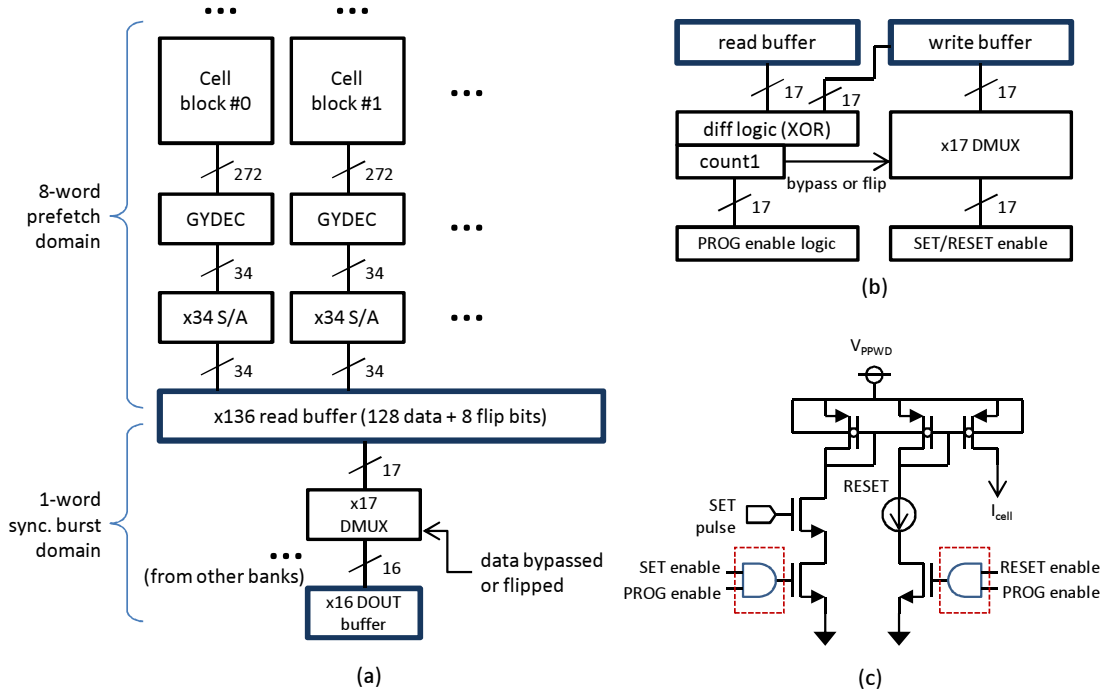 Cell
block #0
Cell
block #1
272
272
8-word
prefetch
domain
GYDEC
GYDEC
34
34
x34 S/A
x34 S/A
34
34
x136 read buffer (128 data + 8 flip bits)
17
1-word
sync. burst
domain
x17
DMUX
data bypassed
or flipped
(from other banks)
16
x16 DOUT
buffer
(a)
read buffer
write buffer
17
17
17
diff logic (XOR)
count1
x17 DMUX
bypass or flip
17
17
PROG enable logic
SET/RESET enable
(b)
VPPWD
RESET
SET
pulse
Icell
SET enable
PROG enable
RESET enable
PROG enable
(c)